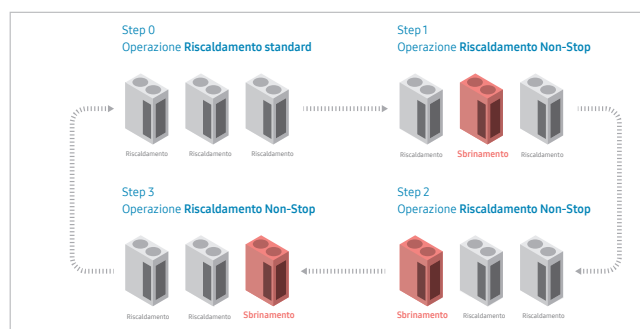 Step 0
Operazione Riscaldamento standard
Riscaldamento
Riscaldamento
Riscaldamento
Step 1
Operazione Riscaldamento Non-Stop
Riscaldamento
Sbrinamento
Riscaldamento
Step 3
Operazione Riscaldamento Non-Stop
Riscaldamento
Riscaldamento
Sbrinamento
Step 2
Operazione Riscaldamento Non-Stop
Sbrinamento
Riscaldamento
Riscaldamento